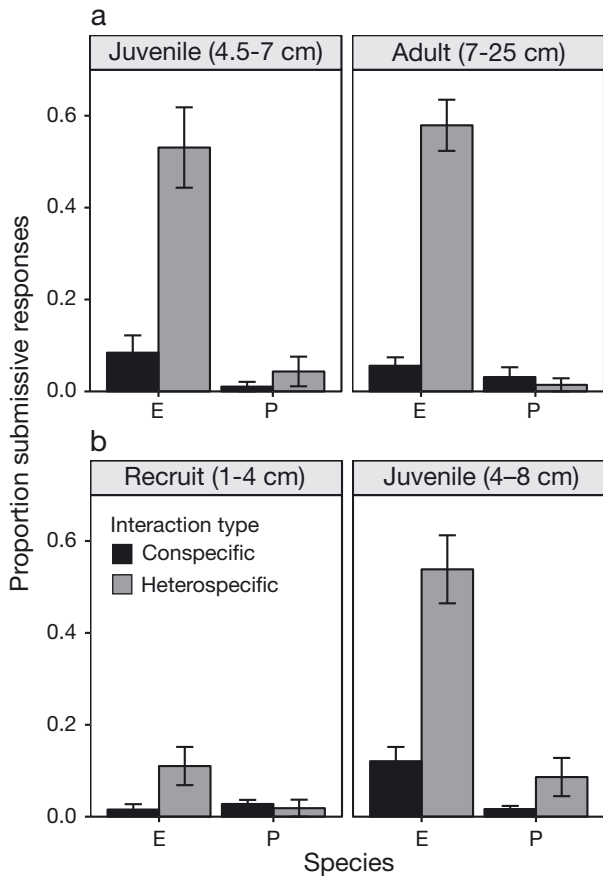 a
Juvenile (4.5-7 cm) Adult (7-25 cm)
0.6
0.4
0.2
0.0
E P E P
b
Recruit (1-4 cm) Juvenile (4–8 cm)
Interaction type
Conspecific
Heterospecific
0.6
0.4
0.2
0.0
E P E P
Species
Proportion submissive responses